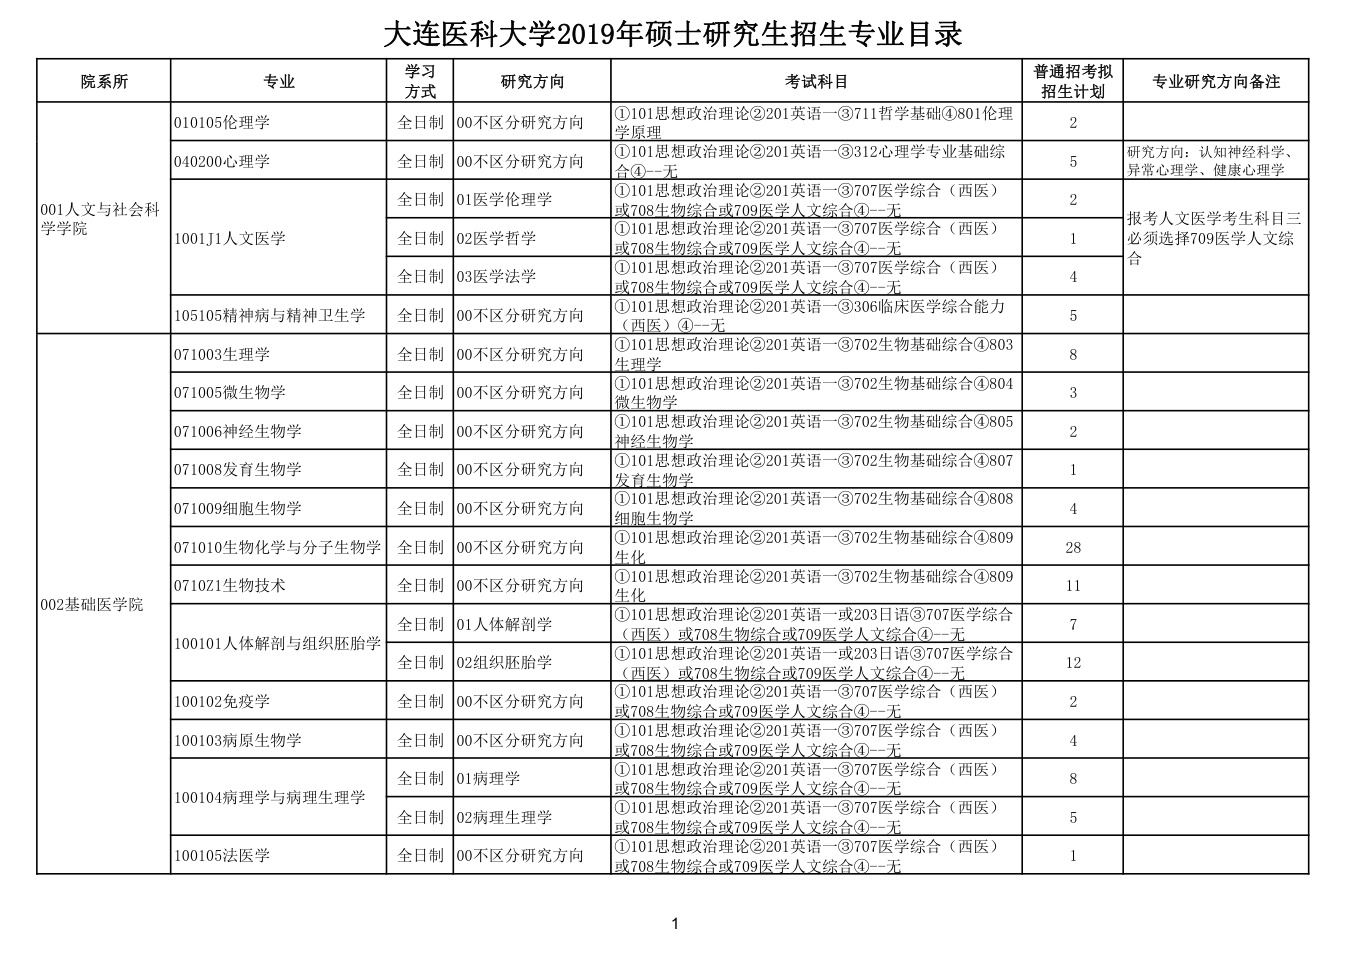 大连医科大学2019年硕士研究生招生专业目录
院系所 专业 学习方式 研究方向 考试科目 普通招考拟招生计划 专业研究方向备注
001人文与社会科学学院
010105伦理学 全日制 00不区分研究方向 ①101思想政治理论②201英语一③711哲学基础④801伦理学原理 2
040200心理学 全日制 00不区分研究方向 ①101思想政治理论②201英语一③312心理学专业基础综合④--无 5 研究方向：认知神经科学、异常心理学、健康心理学
1001J1人文医学 全日制 01医学伦理学 ①101思想政治理论②201英语一③707医学综合（西医）或708生物综合或709医学人文综合④--无 2 报考人文医学考生科目三必须选择709医学人文综合
全日制 02医学哲学 ①101思想政治理论②201英语一③707医学综合（西医）或708生物综合或709医学人文综合④--无 1
全日制 03医学法学 ①101思想政治理论②201英语一③707医学综合（西医）或708生物综合或709医学人文综合④--无 4
105105精神病与精神卫生学 全日制 00不区分研究方向 ①101思想政治理论②201英语一③306临床医学综合能力（西医）④--无 5
002基础医学院
071003生理学 全日制 00不区分研究方向 ①101思想政治理论②201英语一③702生物基础综合④803生理学 8
071005微生物学 全日制 00不区分研究方向 ①101思想政治理论②201英语一③702生物基础综合④804微生物学 3
071006神经生物学 全日制 00不区分研究方向 ①101思想政治理论②201英语一③702生物基础综合④805神经生物学 2
071008发育生物学 全日制 00不区分研究方向 ①101思想政治理论②201英语一③702生物基础综合④807发育生物学 1
071009细胞生物学 全日制 00不区分研究方向 ①101思想政治理论②201英语一③702生物基础综合④808细胞生物学 4
071010生物化学与分子生物学 全日制 00不区分研究方向 ①101思想政治理论②201英语一③702生物基础综合④809生化 28
0710Z1生物技术 全日制 00不区分研究方向 ①101思想政治理论②201英语一③702生物基础综合④809生化 11
100101人体解剖与组织胚胎学 全日制 01人体解剖学 ①101思想政治理论②201英语一或203日语③707医学综合（西医）或708生物综合或709医学人文综合④--无 7
全日制 02组织胚胎学 ①101思想政治理论②201英语一或203日语③707医学综合（西医）或708生物综合或709医学人文综合④--无 12
100102免疫学 全日制 00不区分研究方向 ①101思想政治理论②201英语一③707医学综合（西医）或708生物综合或709医学人文综合④--无 2
100103病原生物学 全日制 00不区分研究方向 ①101思想政治理论②201英语一③707医学综合（西医）或708生物综合或709医学人文综合④--无 4
100104病理学与病理生理学 全日制 01病理学 ①101思想政治理论②201英语一③707医学综合（西医）或708生物综合或709医学人文综合④--无 8
全日制 02病理生理学 ①101思想政治理论②201英语一③707医学综合（西医）或708生物综合或709医学人文综合④--无 5
100105法医学 全日制 00不区分研究方向 ①101思想政治理论②201英语一③707医学综合（西医）或708生物综合或709医学人文综合④--无 1
1